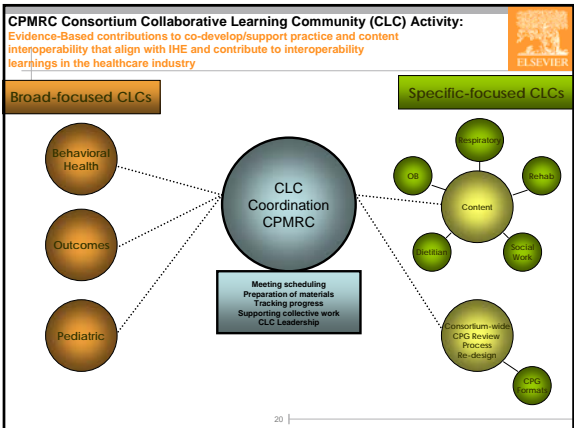 CPMRC Consortium Collaborative Learning Community (CLC) Activity:
Evidence-Based contributions to co-develop/support practice and content
interoperability that align with IHE and contribute to interoperability
learnings in the healthcare industry
ELSEVIER
Broad-focused CLCs
Specific-focused CLCs
Behavioral
Health
Outcomes
Pediatric
CLC
Coordination
CPMRC
Meeting scheduling
Preparation of materials
Tracking progress
Supporting collective work
CLC Leadership
Respiratory
OB
Rehab
Content
Dietitian
Social
Work
Consortium-wide
CPG Review
Process
Re-design
CPG
Formats
20